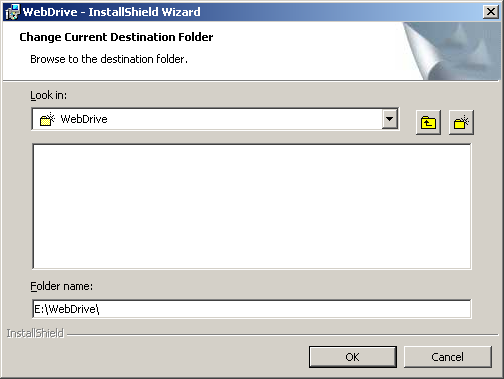 WebDrive - InstallShield Wizard
Change Current Destination Folder
Browse to the destination folder.
Look in:
WebDrive
Folder name:
E:\WebDrive\
InstallShield
OK
Cancel